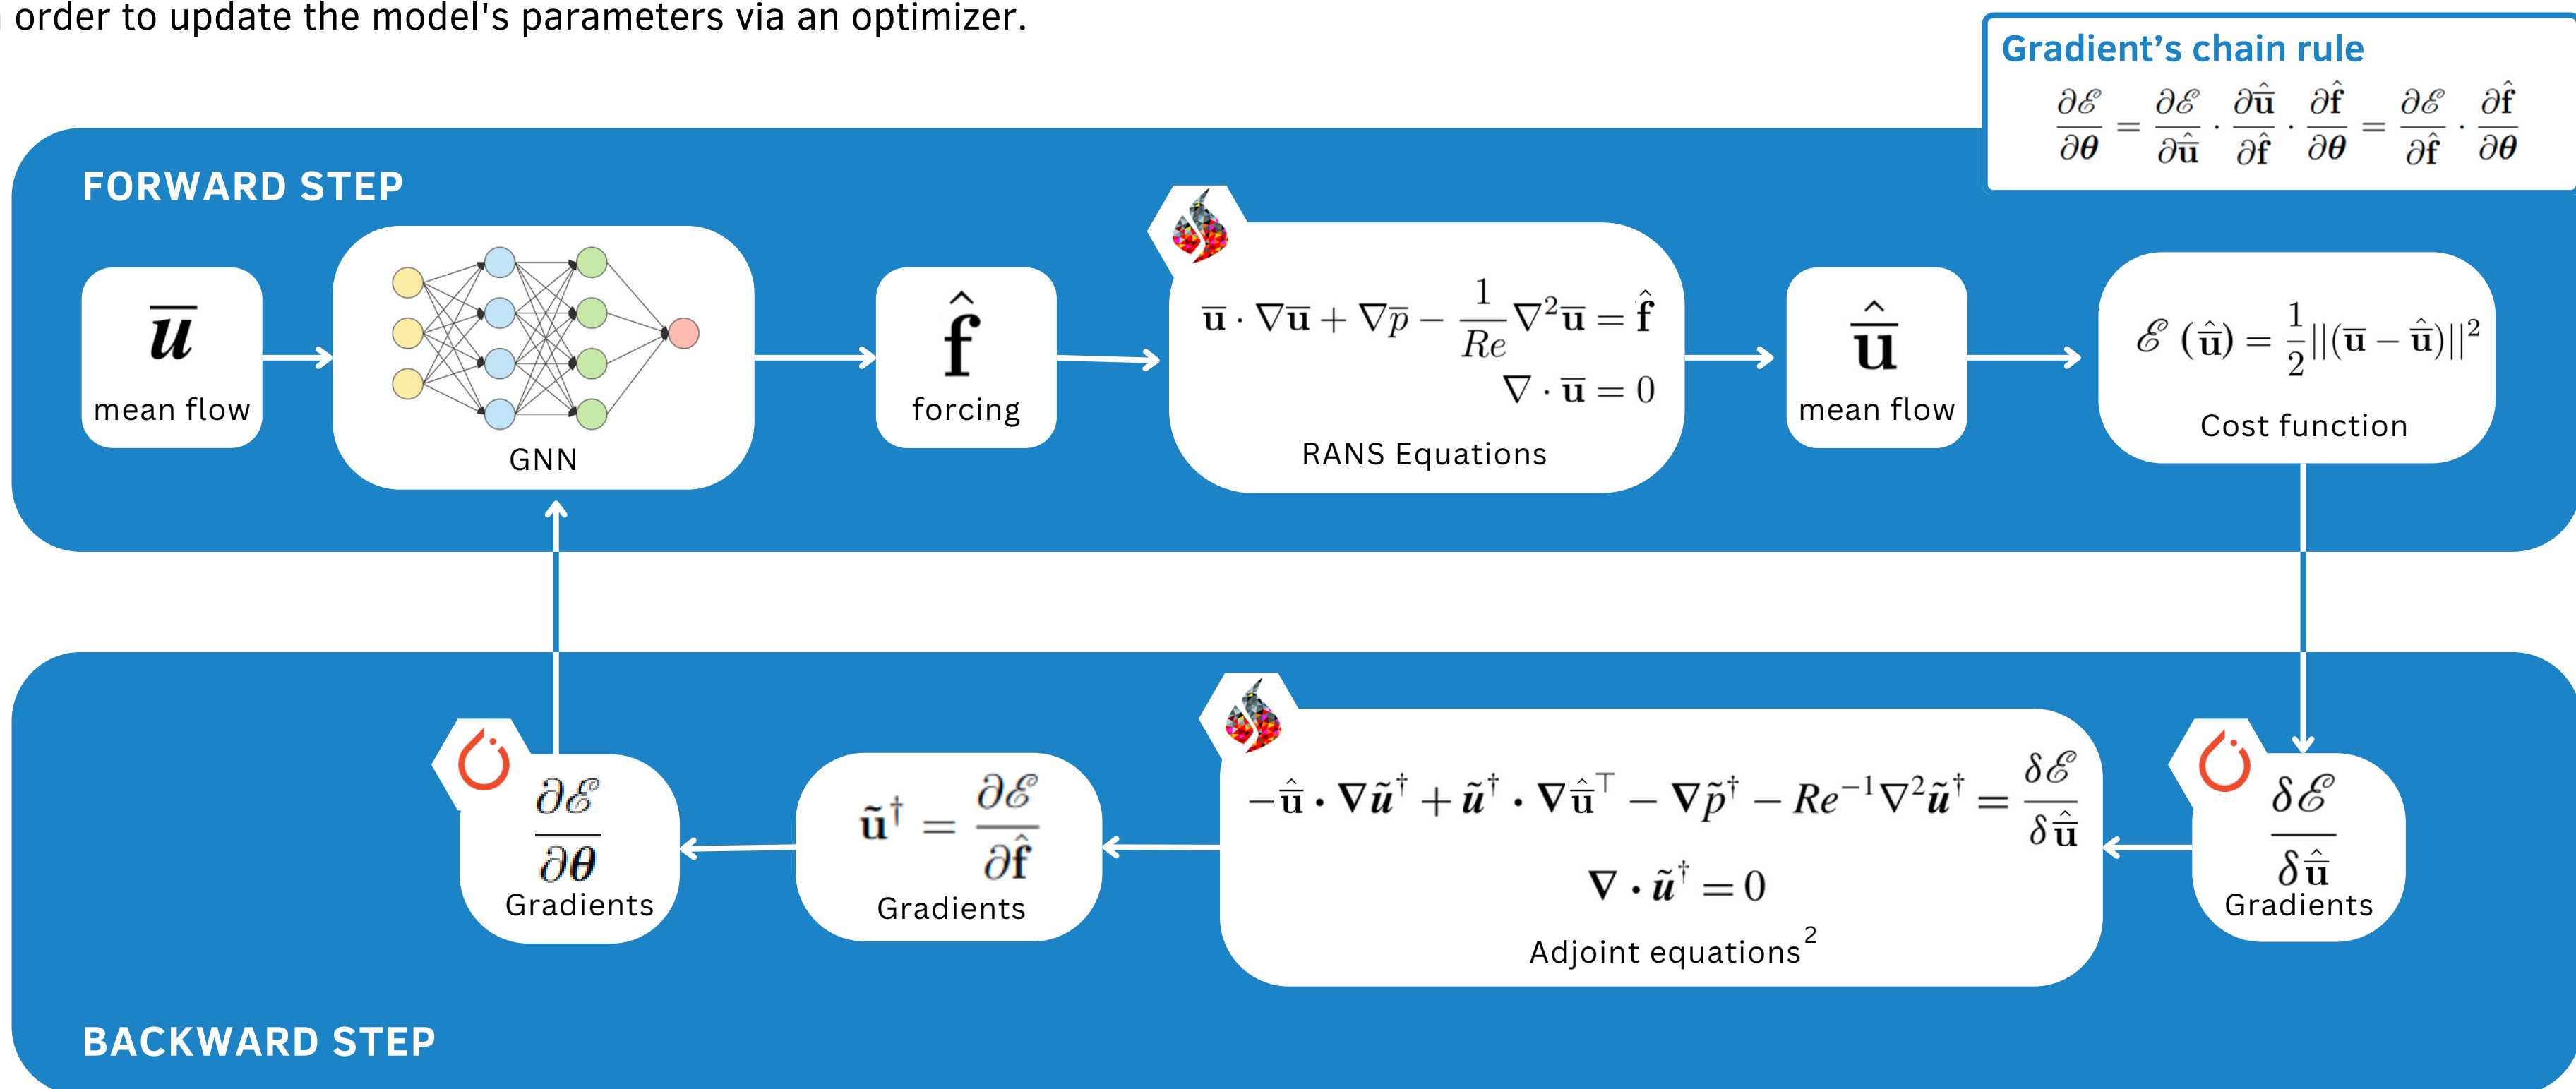 order to update the model's parameters via an optimizer.
Gradient’s chain rule
∂ℰ/∂θ = ∂ℰ/∂û̅ · ∂û̅/∂f̂ · ∂f̂/∂θ = ∂ℰ/∂f̂ · ∂f̂/∂θ
FORWARD STEP
u̅
mean flow
GNN
f̂
forcing
u̅ · ∇u̅ + ∇p̅ − 1/Re ∇²u̅ = f̂
∇ · u̅ = 0
RANS Equations
û̅
mean flow
ℰ (û̅) = 1/2 ||(u̅ − û̅)||²
Cost function
∂ℰ/∂θ
Gradients
ũ† = ∂ℰ/∂f̂
Gradients
−û̅ · ∇ũ† + ũ† · ∇û̅⊤ − ∇p̃† − Re⁻¹∇²ũ† = δℰ/δû̅
∇ · ũ† = 0
Adjoint equations²
δℰ/δû̅
Gradients
BACKWARD STEP